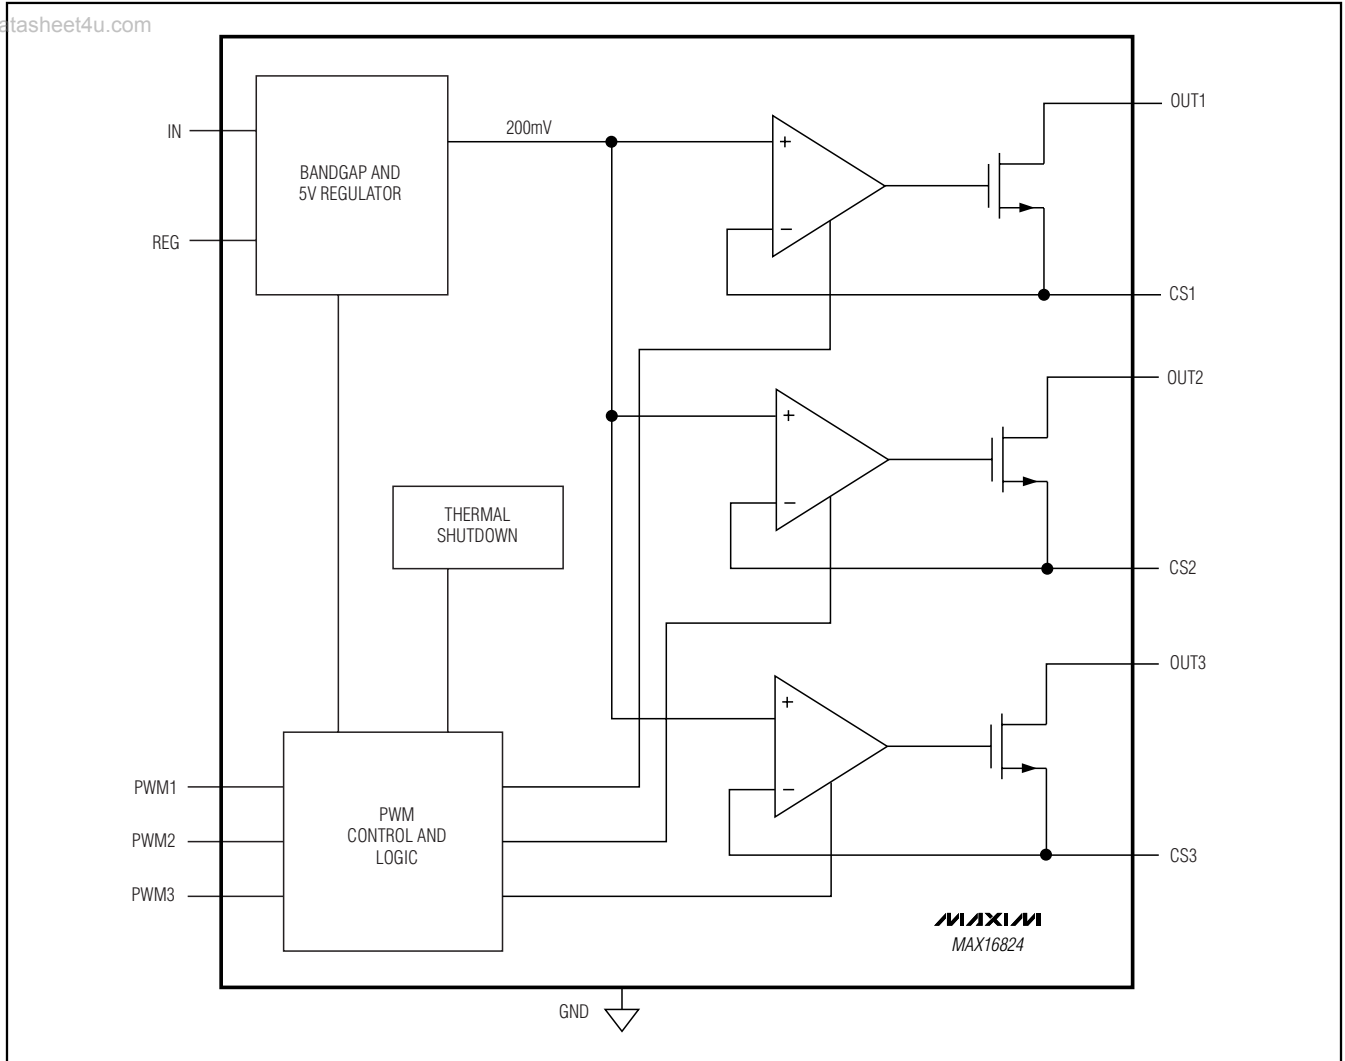 atasheet4u.com
IN
REG
BANDGAP AND
5V REGULATOR
200mV
+
−
OUT1
CS1
+
−
OUT2
CS2
THERMAL
SHUTDOWN
+
−
OUT3
CS3
PWM1
PWM2
PWM3
PWM
CONTROL AND
LOGIC
MAXIM
MAX16824
GND